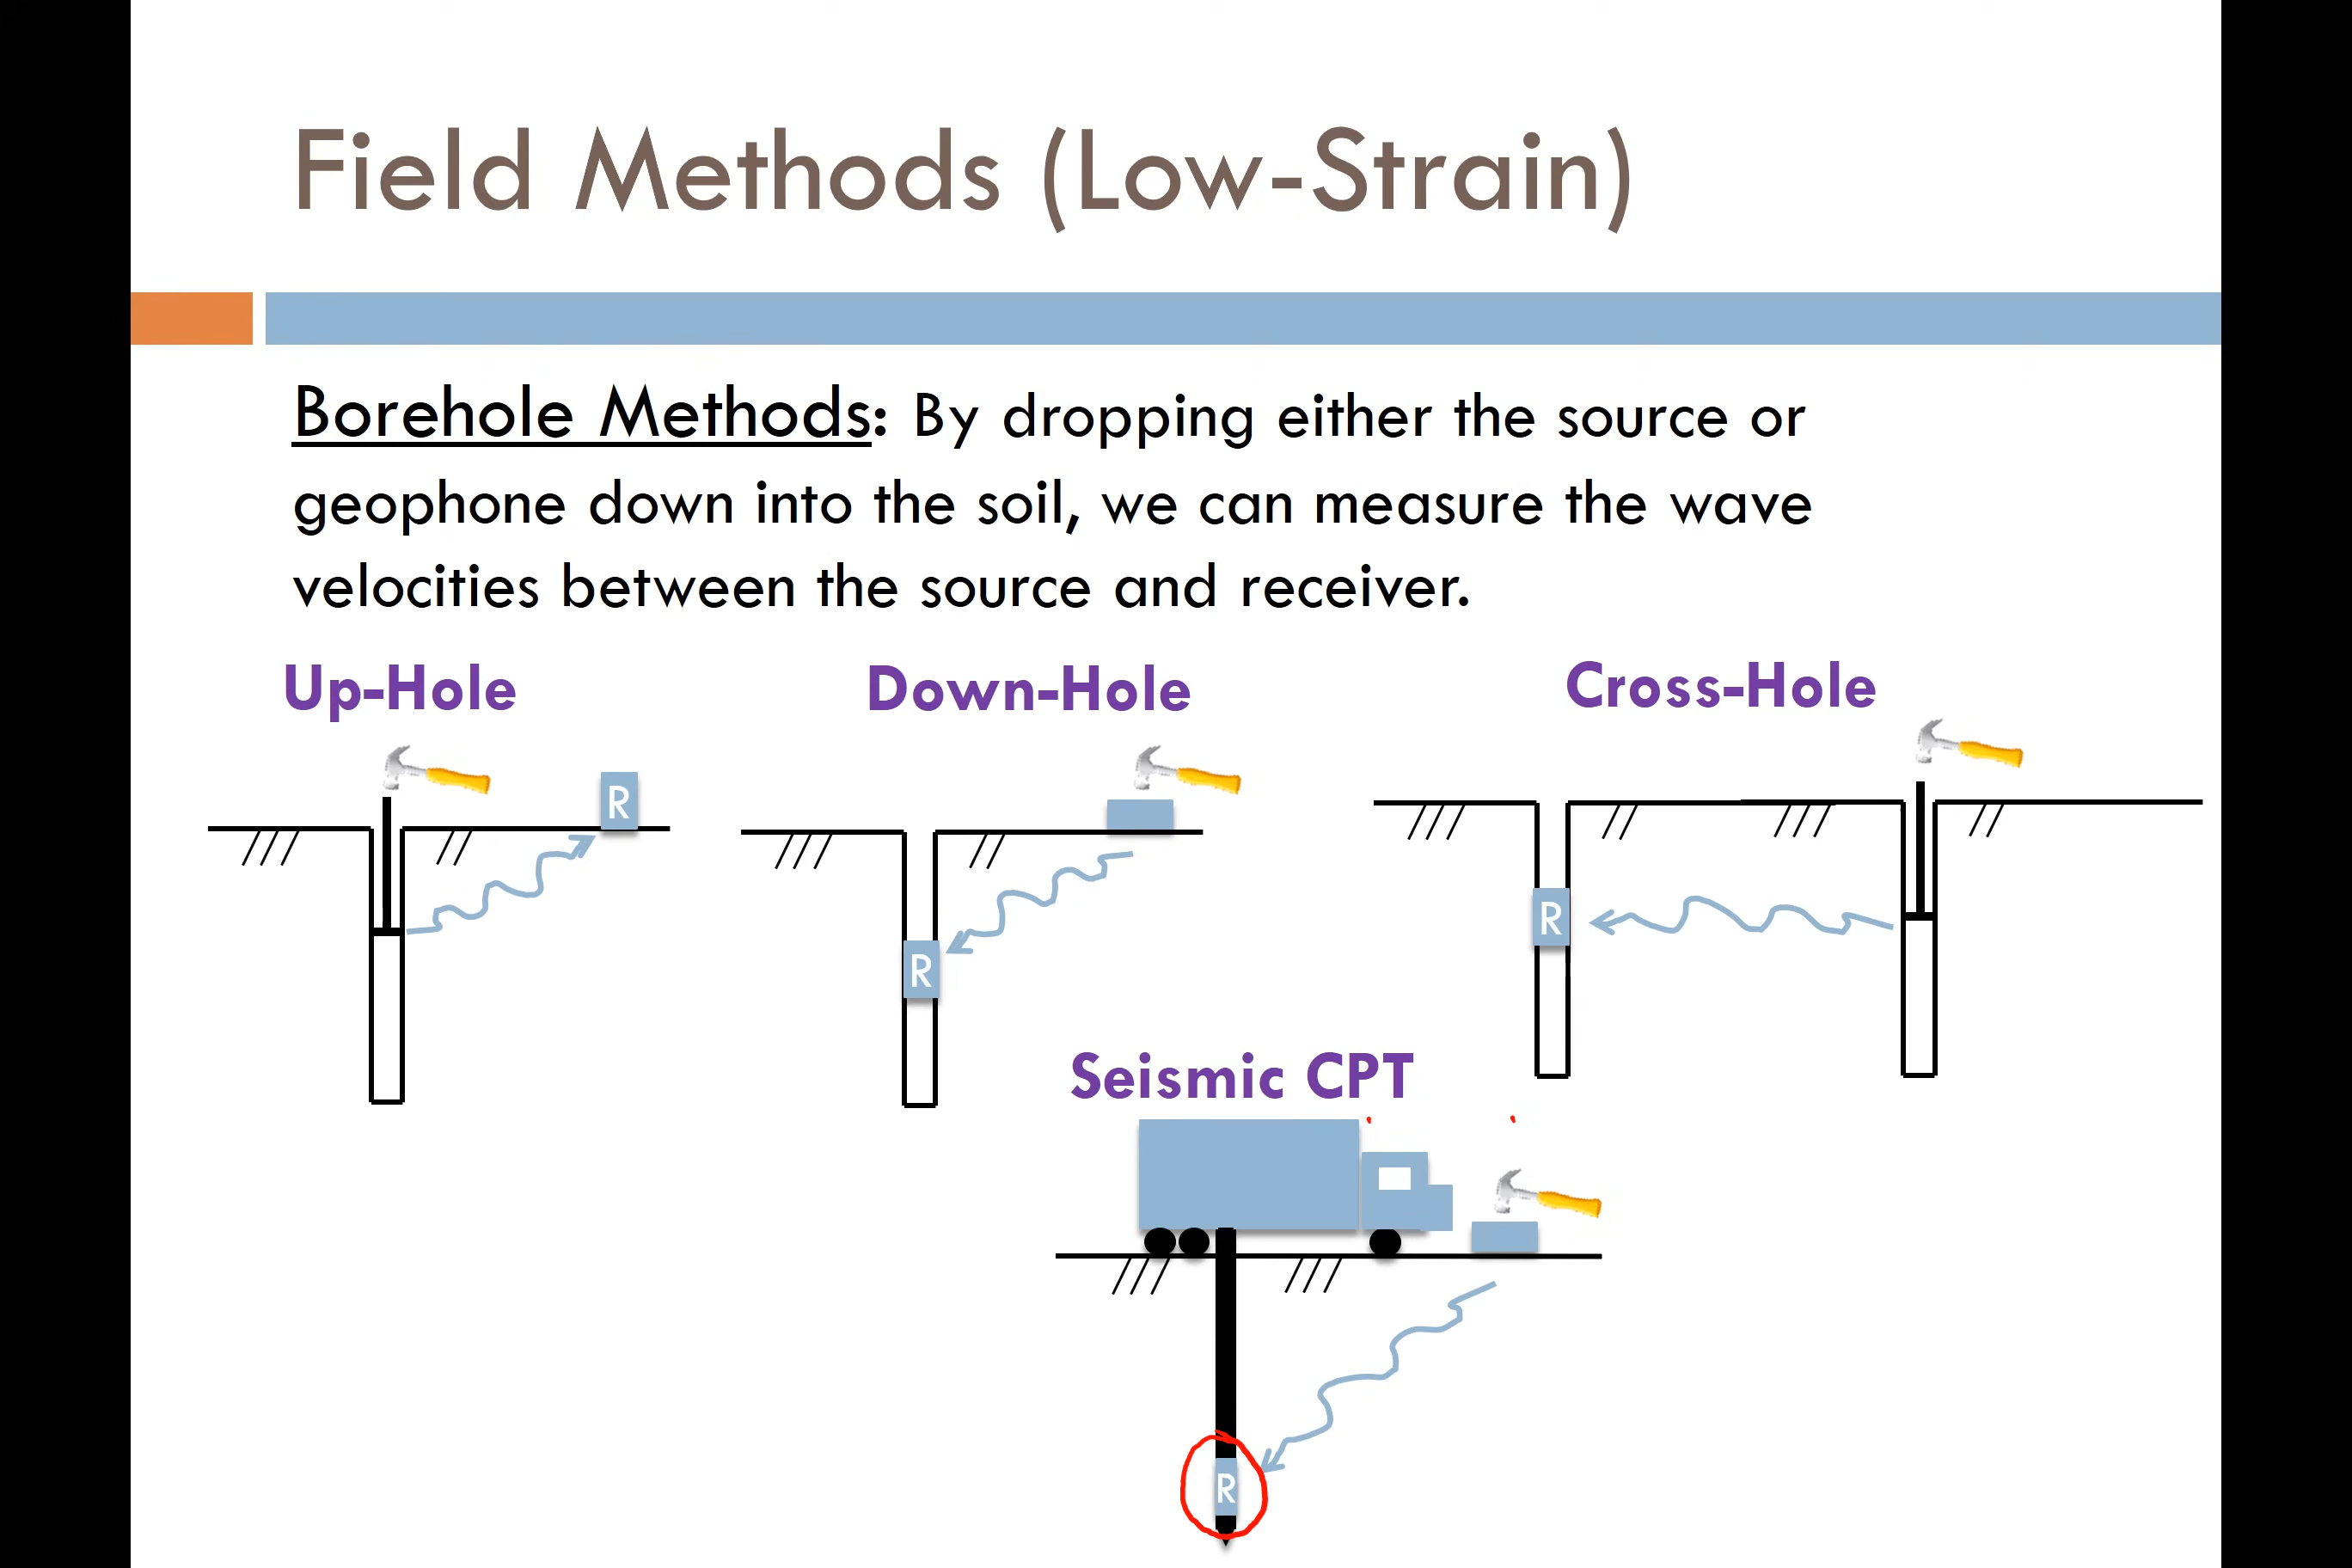 Field Methods (Low-Strain)
Borehole Methods: By dropping either the source or
geophone down into the soil, we can measure the wave
velocities between the source and receiver.
Up-Hole
Down-Hole
Cross-Hole
R
R
R
Seismic CPT
R